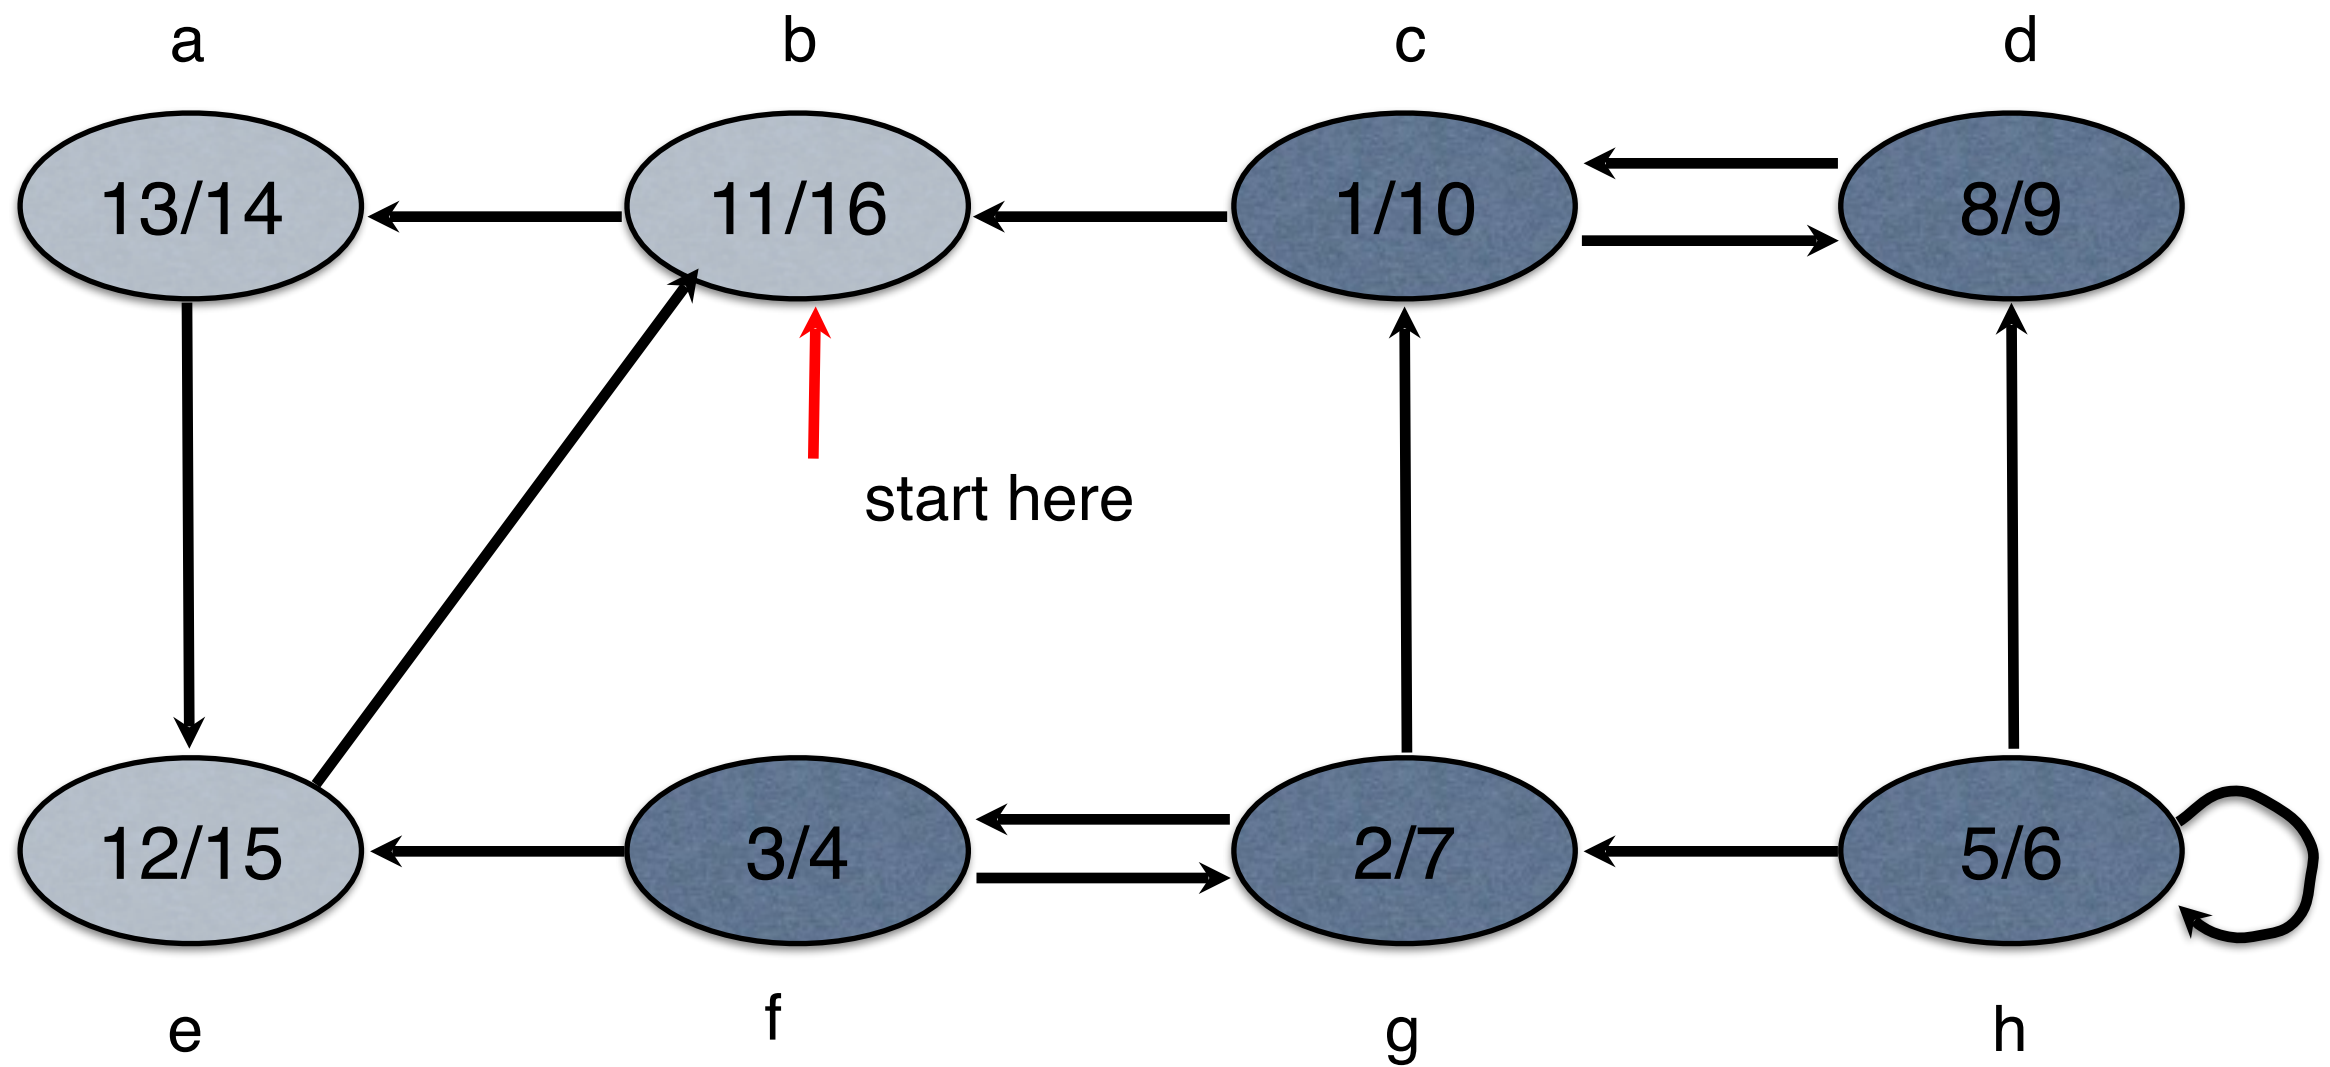 a b c d
13/14 11/16 1/10 8/9
start here
12/15 3/4 2/7 5/6
e f g h